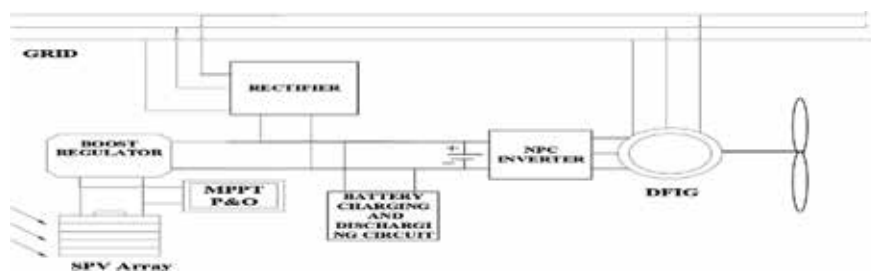 GRID
RECTIFIER
BOOST
REGULATOR
MPPT
P&O
+
-
NPC
INVERTER
BATTERY
CHARGING
AND
DISCHARGI
NG CIRCUIT
DFIG
SPV Array